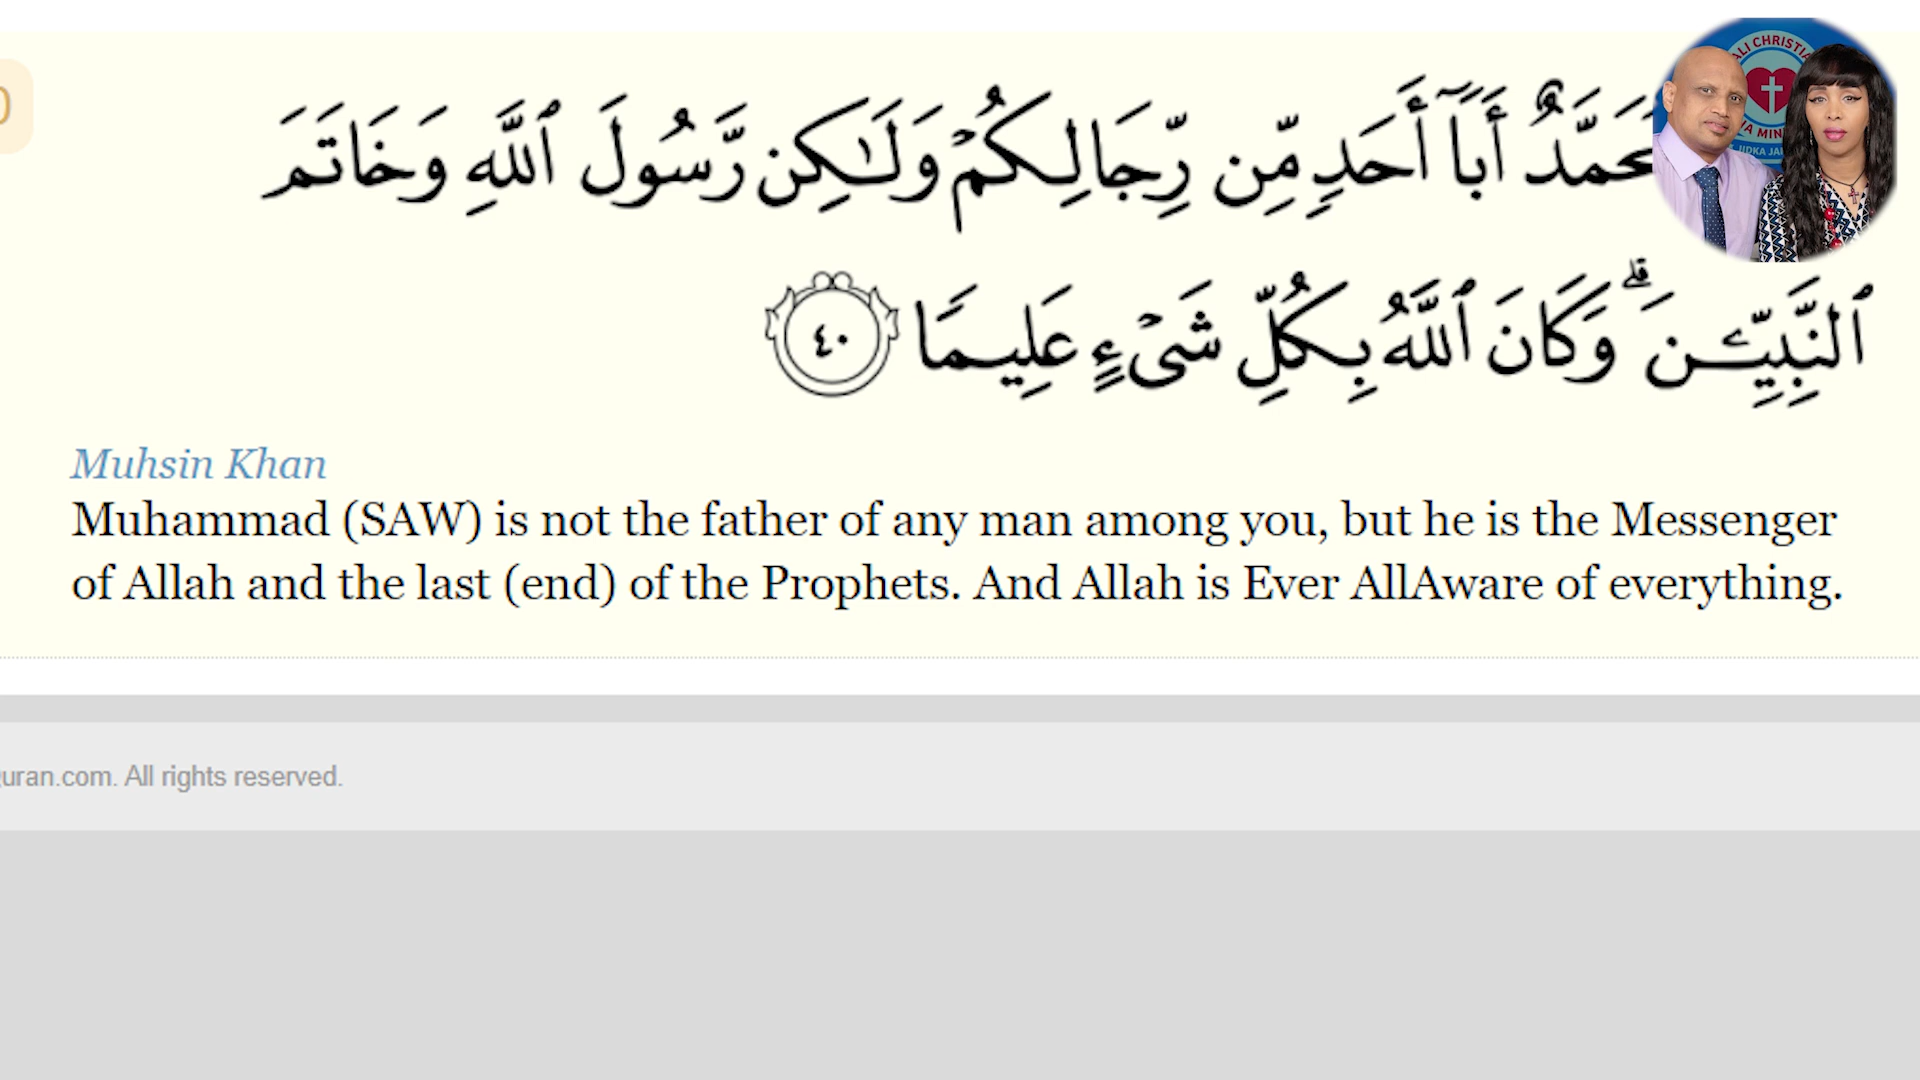 أَبَآ أَحَدٍ مِّن رِّجَالِكُمْ وَلَـٰكِن رَّسُولَ ٱللَّهِ وَخَاتَمَ
ٱلنَّبِيِّـۧنَ ۗ وَكَانَ ٱللَّهُ بِكُلِّ شَىْءٍ عَلِيمًا ٤٠
Muhsin Khan
Muhammad (SAW) is not the father of any man among you, but he is the Messenger
of Allah and the last (end) of the Prophets. And Allah is Ever AllAware of everything.
uran.com. All rights reserved.